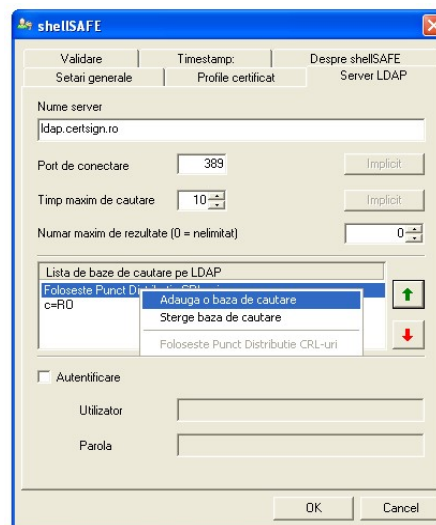 shellSAFE
Validare Timestamp: Despre shellSAFE
Setari generale Profile certificat Server LDAP
Nume server
ldap.certsign.ro
Port de conectare 389 Implicit
Timp maxim de cautare 10 Implicit
Numar maxim de rezultate (0 = nelimitat) 0
Lista de baze de cautare pe LDAP
Foloseste Punct Distributie CRL-uri
Adauga o baza de cautare
c=RO
Sterge baza de cautare
Foloseste Punct Distributie CRL-uri
Autentificare
Utilizator
Parola
OK Cancel